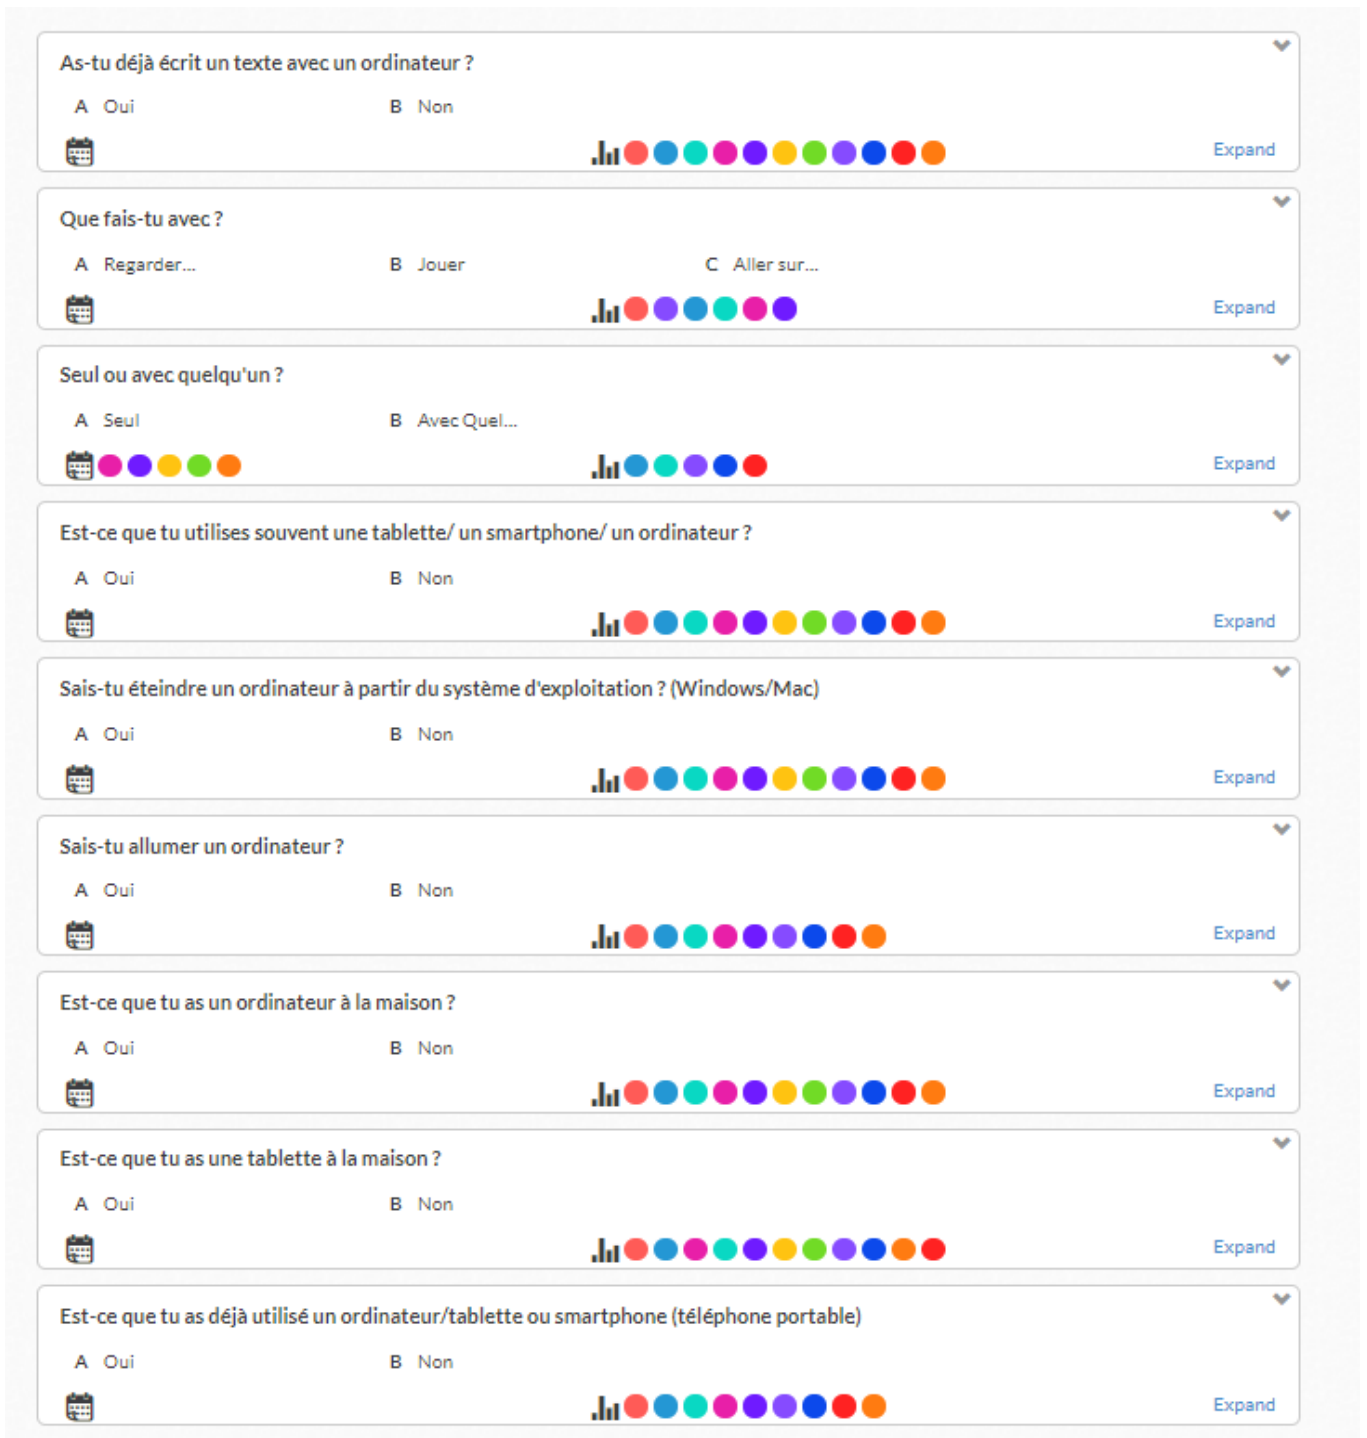 As-tu déjà écrit un texte avec un ordinateur ?
A Oui B Non
Expand
Que fais-tu avec ?
A Regarder... B Jouer C Aller sur...
Expand
Seul ou avec quelqu'un ?
A Seul B Avec Quel...
Expand
Est-ce que tu utilises souvent une tablette/ un smartphone/ un ordinateur ?
A Oui B Non
Expand
Sais-tu éteindre un ordinateur à partir du système d'exploitation ? (Windows/Mac)
A Oui B Non
Expand
Sais-tu allumer un ordinateur ?
A Oui B Non
Expand
Est-ce que tu as un ordinateur à la maison ?
A Oui B Non
Expand
Est-ce que tu as une tablette à la maison ?
A Oui B Non
Expand
Est-ce que tu as déjà utilisé un ordinateur/tablette ou smartphone (téléphone portable)
A Oui B Non
Expand